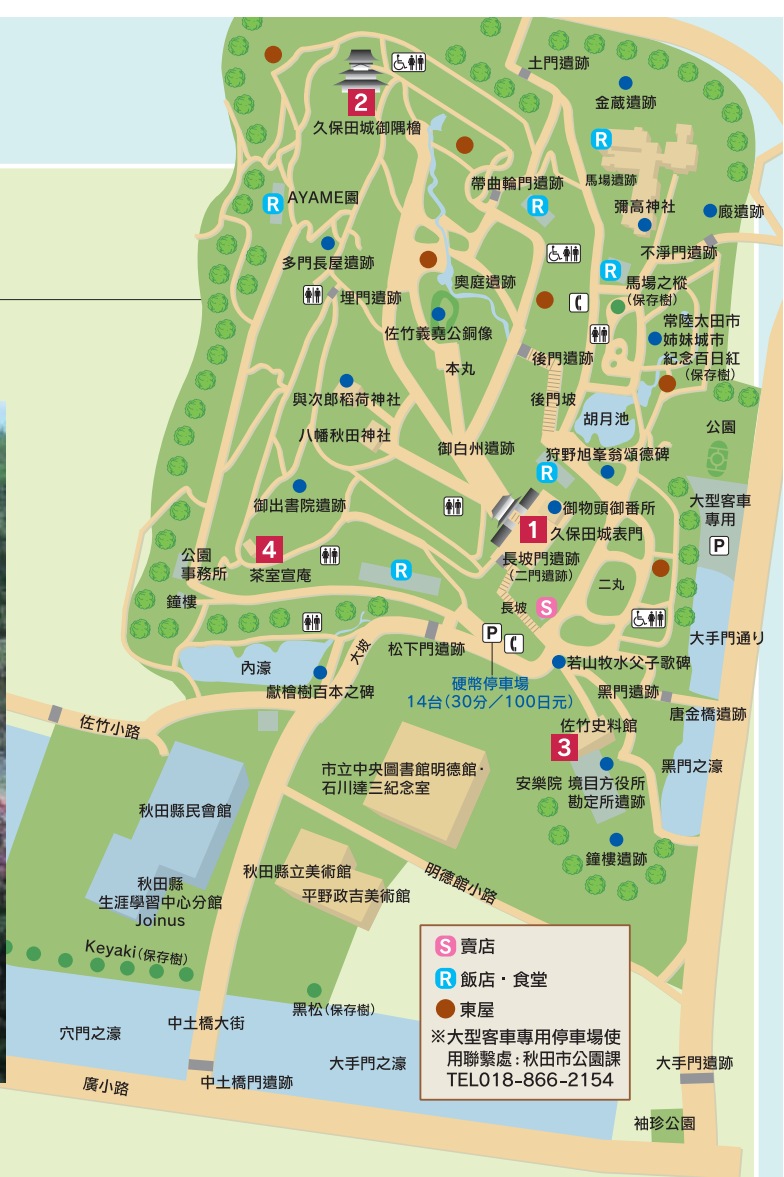 土門遺跡
金蔵遺跡
2
久保田城御隅櫓
R
帶曲輪門遺跡
馬場遺跡
R
AYAME園
R
彌高神社
廄遺跡
不淨門遺跡
多門長屋遺跡
奧庭遺跡
R
馬場之樅
(保存樹)
埋門遺跡
佐竹義堯公銅像
常陸太田市
姉妹城市
紀念百日紅
(保存樹)
本丸
後門遺跡
與次郎稲荷神社
後門坡
胡月池
公園
八幡秋田神社
御白州遺跡
狩野旭峯翁頌德碑
R
御出書院遺跡
御物頭御番所
大型客車
專用
P
1
久保田城表門
4
茶室宣庵
公園
事務所
R
長坡門遺跡
(二門遺跡)
二丸
鐘樓
長坡
S
大手門通り
P
大坡
松下門遺跡
內濠
獻檜樹百本之碑
若山牧水父子歌碑
硬幣停車場
14台(30分／100日元)
黑門遺跡
唐金橋遺跡
佐竹小路
佐竹史料館
3
黑門之濠
市立中央圖書館明德館・
石川達三紀念室
安樂院
境目方役所
勘定所遺跡
秋田縣民會館
鐘樓遺跡
秋田縣立美術館
平野政吉美術館
明德館小路
秋田縣
生涯學習中心分館
Joinus
Keyaki(保存樹)
S 賣店
R 飯店・食堂
東屋
※大型客車專用停車場使
用聯繫處：秋田市公園課
TEL018-866-2154
黑松(保存樹)
穴門之濠
中土橋大街
大手門之濠
大手門遺跡
廣小路
中土橋門遺跡
袖珍公園